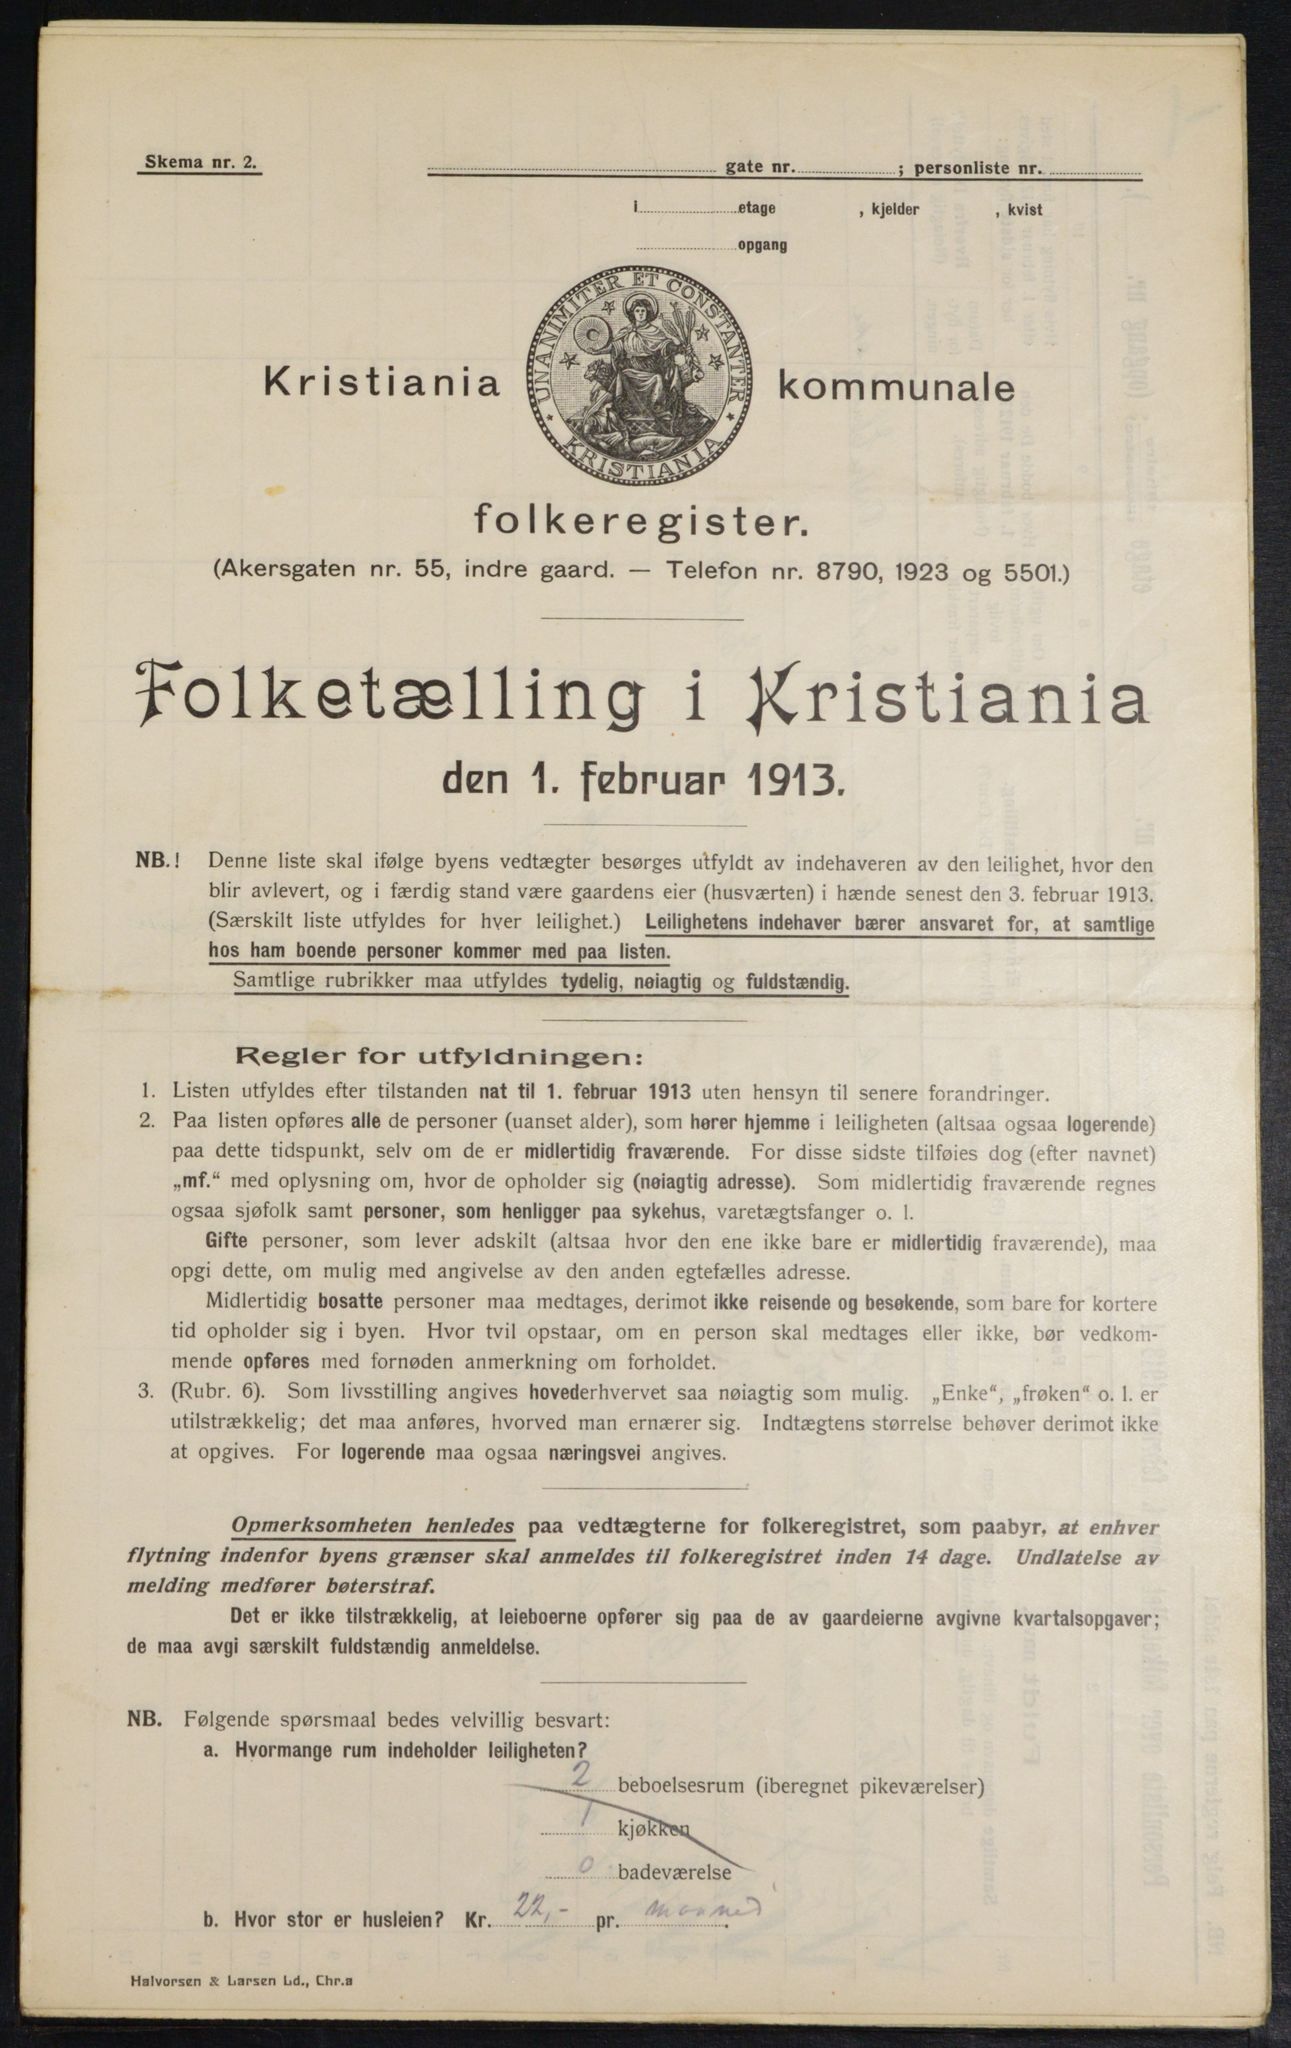 Skema nr. 2.
gate nr. ; personliste nr.
i etage , kjelder , kvist
opgang
UNANIMITER ET CONSTANTER
KRISTIANIA
Kristiania kommunale
folkeregister.
(Akersgaten nr. 55, indre gaard. — Telefon nr. 8790, 1923 og 5501.)
Folketælling i Kristiania
den 1. februar 1913.
NB.! Denne liste skal ifølge byens vedtægter besørges utfyldt av indehaveren av den leilighet, hvor den
blir avlevert, og i færdig stand være gaardens eier (husværten) i hænde senest den 3. februar 1913.
(Særskilt liste utfyldes for hver leilighet.) Leilighetens indehaver bærer ansvaret for, at samtlige
hos ham boende personer kommer med paa listen.
Samtlige rubrikker maa utfyldes tydelig, nøiagtig og fuldstændig.
Regler for utfyldningen:
1. Listen utfyldes efter tilstanden nat til 1. februar 1913 uten hensyn til senere forandringer.
2. Paa listen opføres alle de personer (uanset alder), som hører hjemme i leiligheten (altsaa ogsaa logerende)
paa dette tidspunkt, selv om de er midlertidig fraværende. For disse sidste tilføies dog (efter navnet)
„mf.“ med oplysning om, hvor de opholder sig (nøiagtig adresse). Som midlertidig fraværende regnes
ogsaa sjøfolk samt personer, som henligger paa sykehus, varetægtsfanger o. l.
Gifte personer, som lever adskilt (altsaa hvor den ene ikke bare er midlertidig fraværende), maa
opgi dette, om mulig med angivelse av den anden egtefælles adresse.
Midlertidig bosatte personer maa medtages, derimot ikke reisende og besøkende, som bare for kortere
tid opholder sig i byen. Hvor tvil opstaar, om en person skal medtages eller ikke, bør vedkom-
mende opføres med fornøden anmerkning om forholdet.
3. (Rubr. 6). Som livsstilling angives hovederhvervet saa nøiagtig som mulig. „Enke“, „frøken“ o. l. er
utilstrækkelig; det maa anføres, hvorved man ernærer sig. Indtægtens størrelse behøver derimot ikke
at opgives. For logerende maa ogsaa næringsvei angives.
Opmerksomheten henledes paa vedtægterne for folkeregistret, som paabyr, at enhver
flytning indenfor byens grænser skal anmeldes til folkeregistret inden 14 dage. Undlatelse av
melding medfører bøterstraf.
Det er ikke tilstrækkelig, at leieboerne opfører sig paa de av gaardeierne avgivne kvartalsopgaver;
de maa avgi særskilt fuldstændig anmeldelse.
NB. Følgende spørsmaal bedes velvillig besvart:
a. Hvormange rum indeholder leiligheten?
2 beboelsesrum (iberegnet pikeværelser)
1 kjøkken
0 badeværelse
b. Hvor stor er husleien? Kr. 22,- pr. maaned.
Halvorsen & Larsen Ld., Chr.a